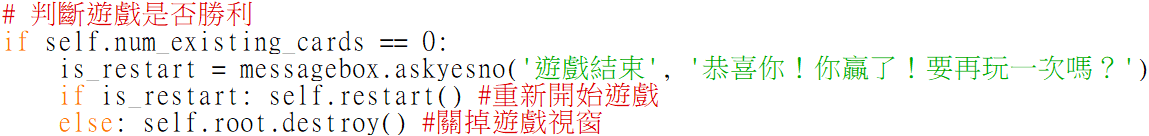 # 判斷遊戲是否勝利
if self.num_existing_cards == 0:
    is_restart = messagebox.askyesno('遊戲結束', '恭喜你！你贏了！要再玩一次嗎？')
    if is_restart: self.restart() #重新開始遊戲
    else: self.root.destroy() #關掉遊戲視窗